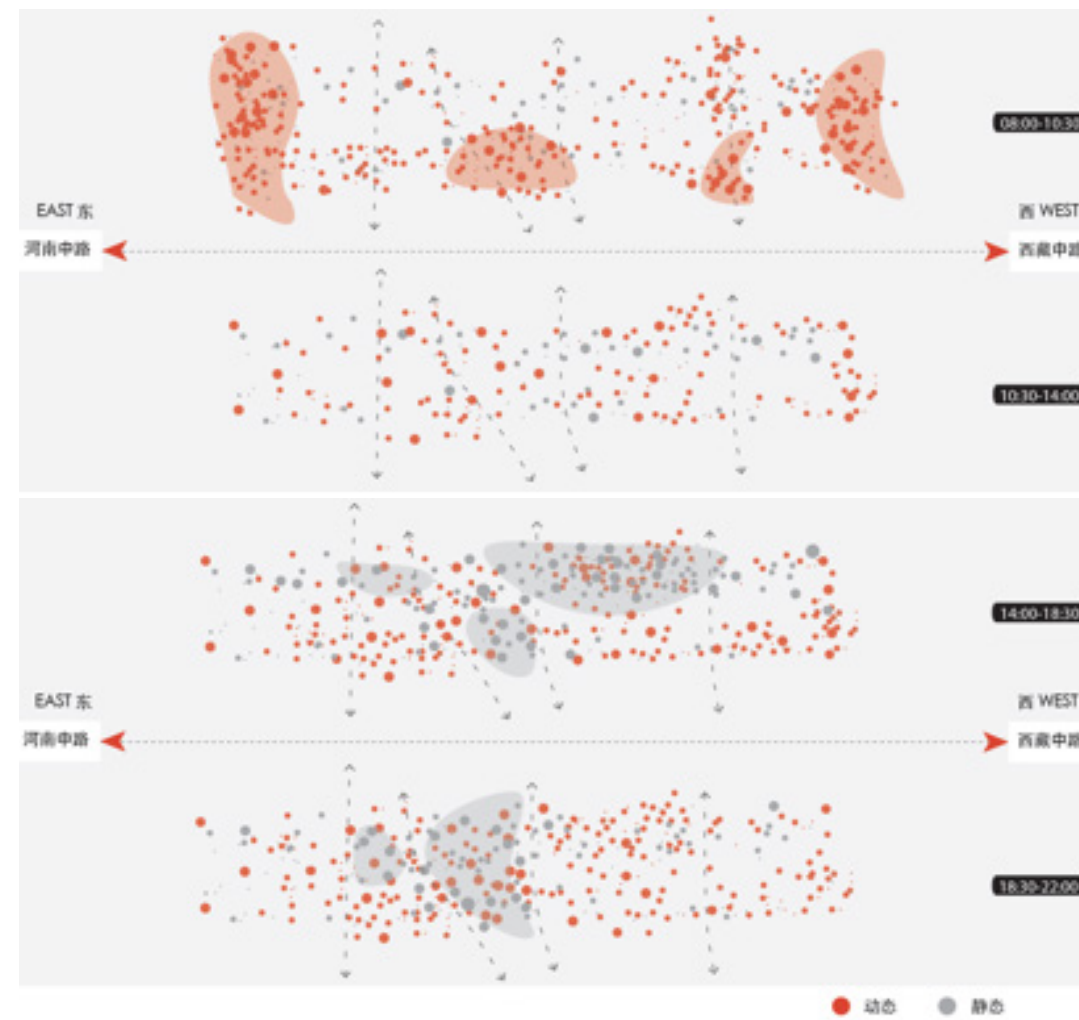 08:00-10:30
EAST 东
西 WEST
河南中路
西藏中路
10:30-14:00
14:00-18:30
EAST 东
西 WEST
河南中路
西藏中路
18:30-22:00
动态
静态